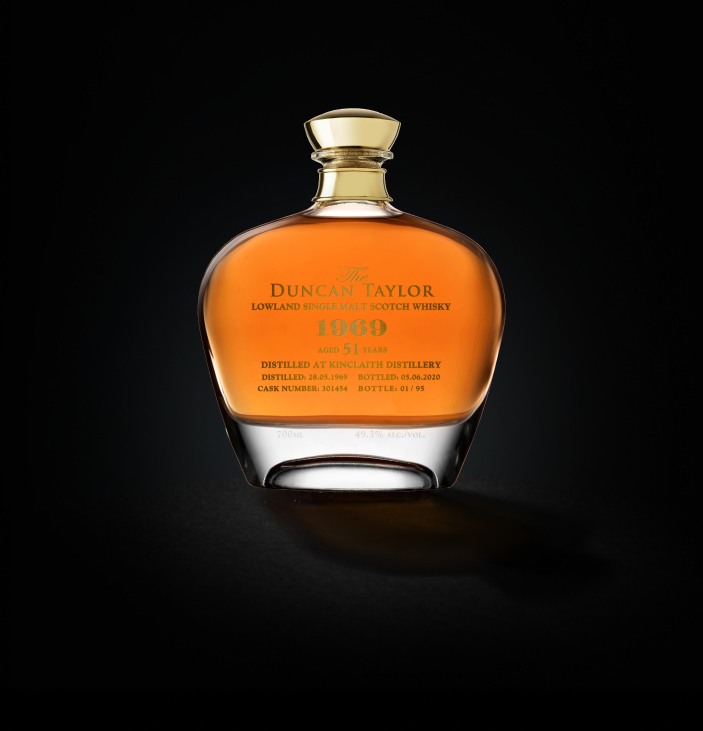 The
DUNCAN TAYLOR
LOWLAND SINGLE MALT SCOTCH WHISKY
1969
AGED 51 YEARS
DISTILLED AT KINCLAITH DISTILLERY
DISTILLED: 28.05.1969 BOTTLED: 05.06.2020
CASK NUMBER: 301454 BOTTLE: 01 / 95
700ML 49.3% ALC./VOL.